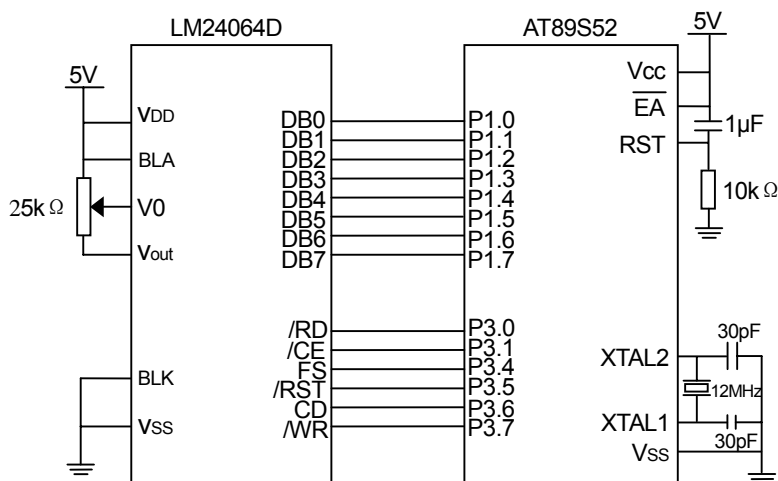 LM24064D
AT89S52
5V
VDD
BLA
25kΩ
V0
Vout
BLK
VSS
DB0
DB1
DB2
DB3
DB4
DB5
DB6
DB7
/RD
/CE
FS
/RST
CD
/WR
P1.0
P1.1
P1.2
P1.3
P1.4
P1.5
P1.6
P1.7
P3.0
P3.1
P3.4
P3.5
P3.6
P3.7
5V
Vcc
EA
1μF
RST
10kΩ
30pF
XTAL2
12MHz
XTAL1
30pF
VSS